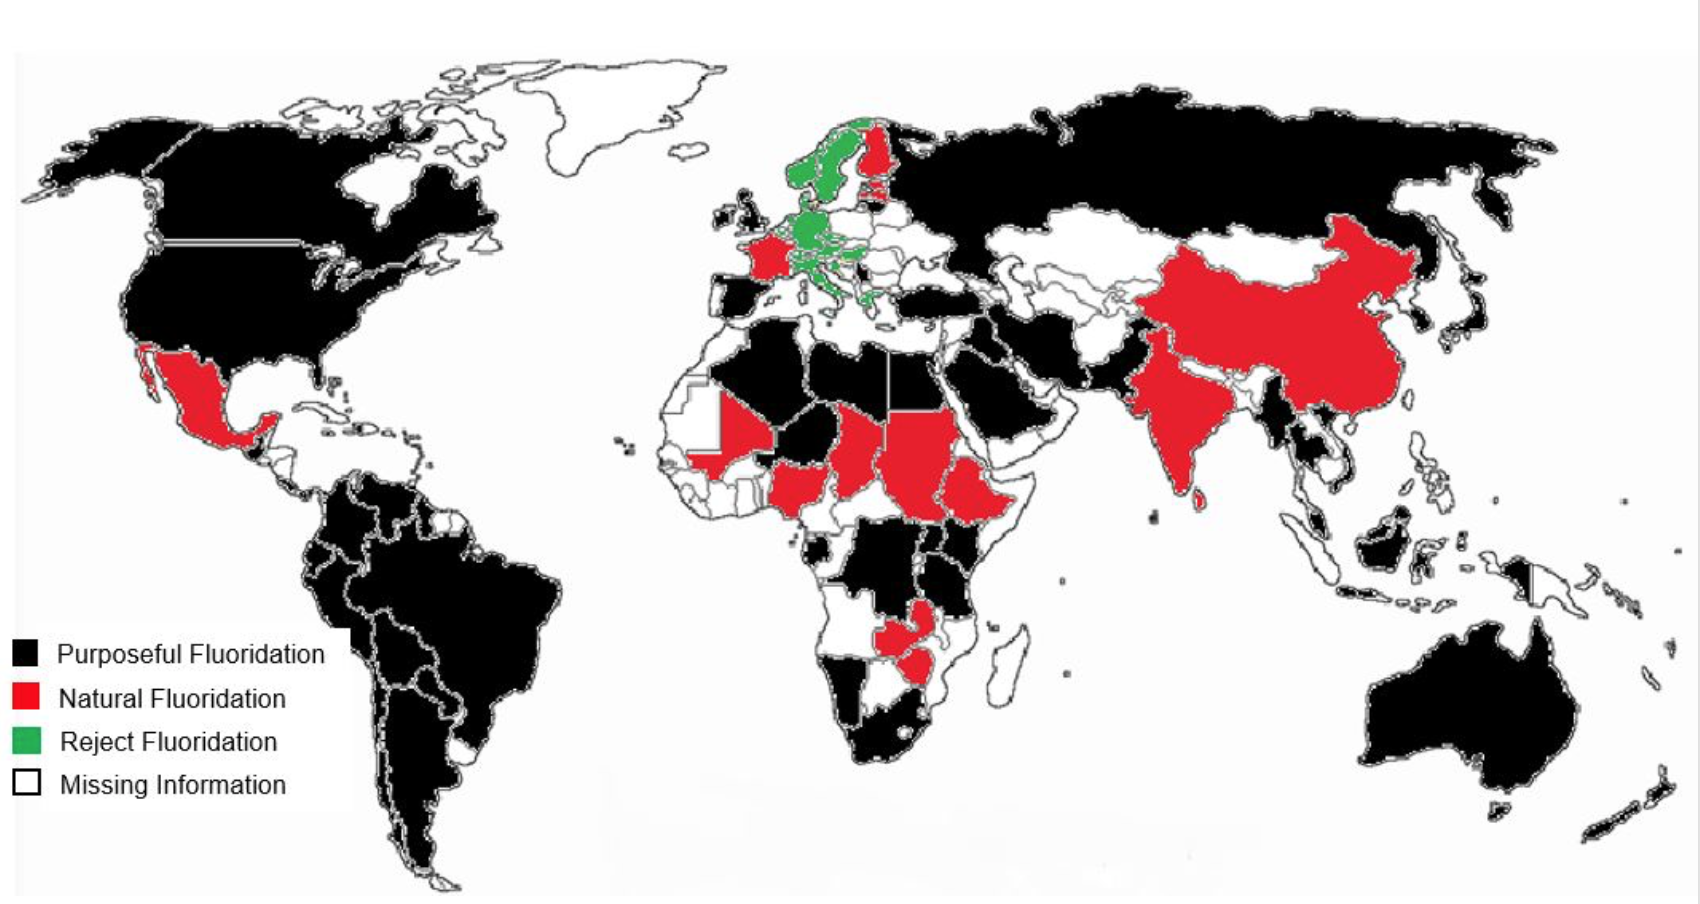 Purposeful Fluoridation
Natural Fluoridation
Reject Fluoridation
Missing Information